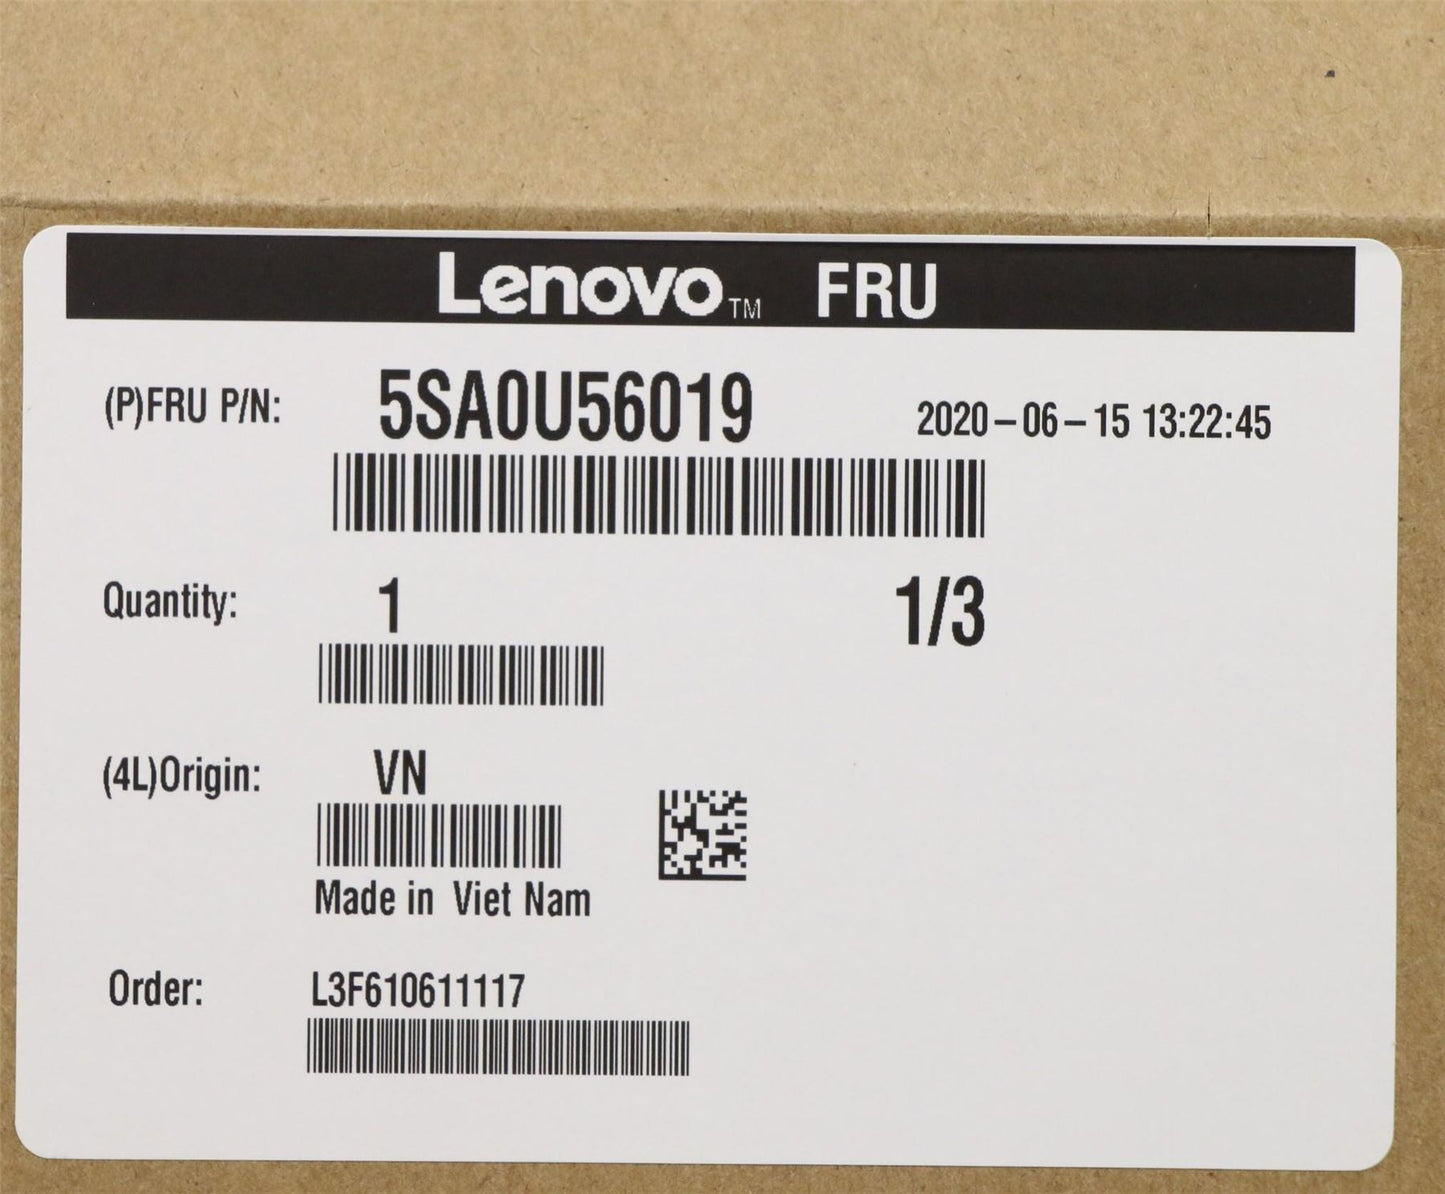 Lenovo™ FRU
(P)FRU P/N: 5SA0U56019 2020-06-15 13:22:45
Quantity: 1 1/3
(4L)Origin: VN
Made in Viet Nam
Order: L3F610611117